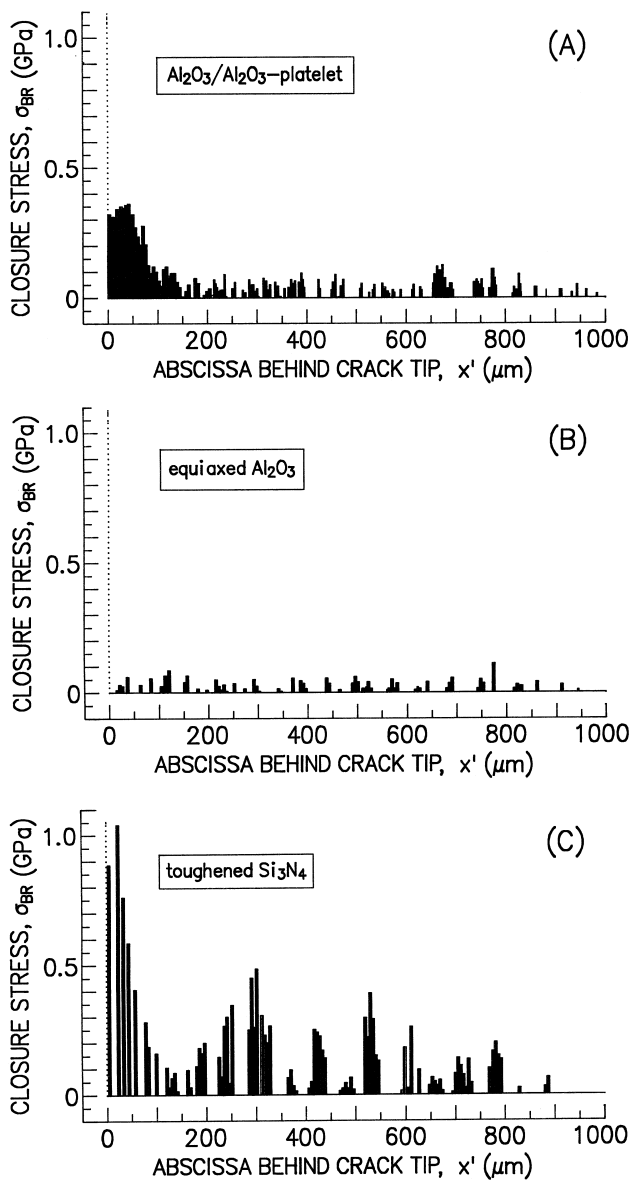 (A)
Al₂O₃/Al₂O₃–platelet
CLOSURE STRESS, σBR (GPa)
1.0
0.5
0
0 200 400 600 800 1000
ABSCISSA BEHIND CRACK TIP, x' (μm)
(B)
equiaxed Al₂O₃
CLOSURE STRESS, σBR (GPa)
1.0
0.5
0
0 200 400 600 800 1000
ABSCISSA BEHIND CRACK TIP, x' (μm)
(C)
toughened Si₃N₄
CLOSURE STRESS, σBR (GPa)
1.0
0.5
0
0 200 400 600 800 1000
ABSCISSA BEHIND CRACK TIP, x' (μm)